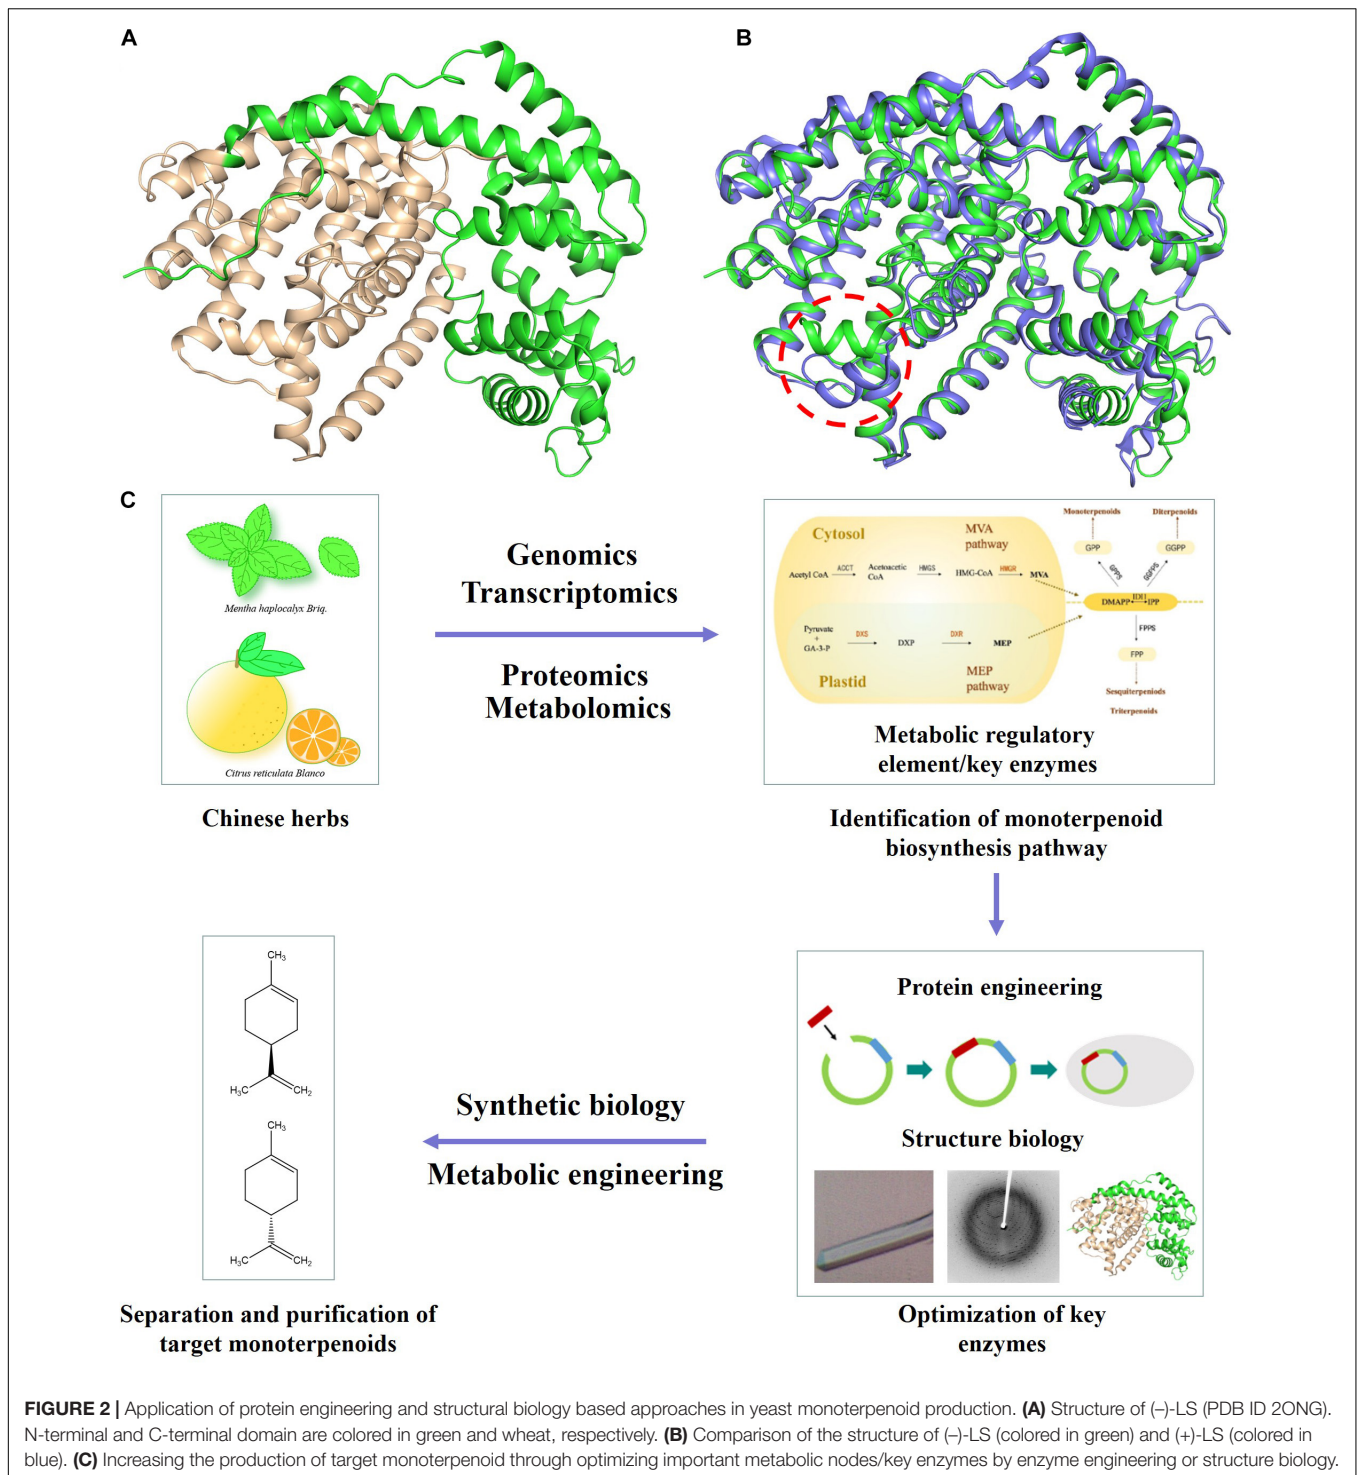 A
B
C
Mentha haplocalyx Briq.
Citrus reticulata Blanco
Chinese herbs
Genomics
Transcriptomics
Proteomics
Metabolomics
Cytosol
MVA
pathway
Acetyl CoA
AOCT
Acetoacetic
CoA
HMGS
HMG-CoA
HMGR
MVA
Pyruvate
+
GA-3-P
DXS
DXP
DXR
MEP
Plastid
MEP
pathway
Monoterpenoids
Diterpenoids
GPP
GGPP
GPPS
GGPPS
IDI1
DMAPP
IPP
FPPS
FPP
Sesquiterpeniods
Triterpenoids
Metabolic regulatory
element/key enzymes
Identification of monoterpenoid
biosynthesis pathway
Protein engineering
Structure biology
Optimization of key
enzymes
Synthetic biology
Metabolic engineering
CH3
H3C
CH2
CH3
H3C
CH2
Separation and purification of
target monoterpenoids
FIGURE 2 | Application of protein engineering and structural biology based approaches in yeast monoterpenoid production. (A) Structure of (–)-LS (PDB ID 2ONG).
N-terminal and C-terminal domain are colored in green and wheat, respectively. (B) Comparison of the structure of (–)-LS (colored in green) and (+)-LS (colored in
blue). (C) Increasing the production of target monoterpenoid through optimizing important metabolic nodes/key enzymes by enzyme engineering or structure biology.